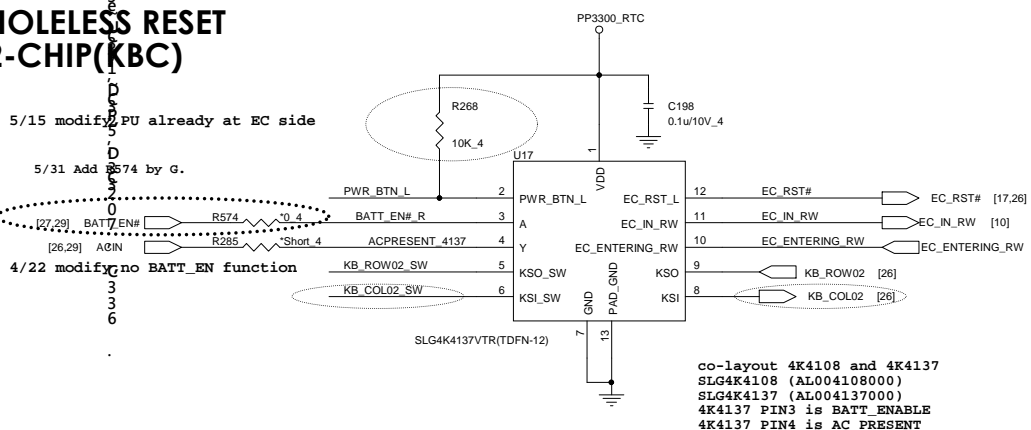 HOLELESS RESET
2-CHIP(KBC)
PP3300_RTC
5/15 modify PU already at EC side
R268
10K_4
C198
0.1u/10V_4
5/31 Add R574 by G.
U17
1
VDD
PWR_BTN_L
2
PWR_BTN_L
EC_RST_L
12
EC_RST#
EC_RST# [17,26]
[27,29] BATT_EN#
R574
*0_4
BATT_EN#_R
3
A
EC_IN_RW
11
EC_IN_RW
EC_IN_RW [10]
[26,29] ACIN
R285
*Short_4
ACPRESENT_4137
4
Y
EC_ENTERING_RW
10
EC_ENTERING_RW
EC_ENTERING_RW
4/22 modify no BATT_EN function
KB_ROW02_SW
5
KSO_SW
KSO
9
KB_ROW02 [26]
KB_COL02_SW
6
KSI_SW
KSI
8
KB_COL02 [26]
GND
PAD_GND
7
13
SLG4K4137VTR(TDFN-12)
co-layout 4K4108 and 4K4137
SLG4K4108 (AL004108000)
SLG4K4137 (AL004137000)
4K4137 PIN3 is BATT_ENABLE
4K4137 PIN4 is AC PRESENT